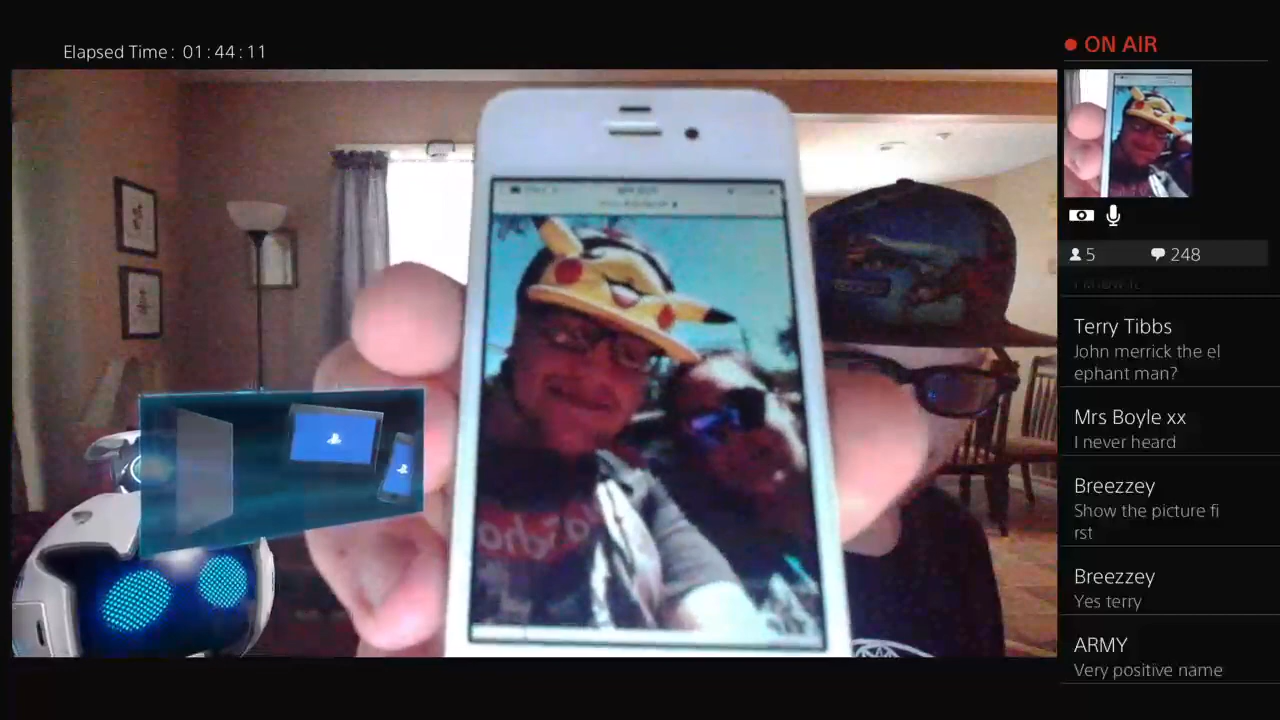 Elapsed Time: 01:44:11
ON AIR
5
248
Terry Tibbs
John merrick the el
ephant man?
Mrs Boyle xx
I never heard
Breezzey
Show the picture fi
rst
Breezzey
Yes terry
ARMY
Very positive name